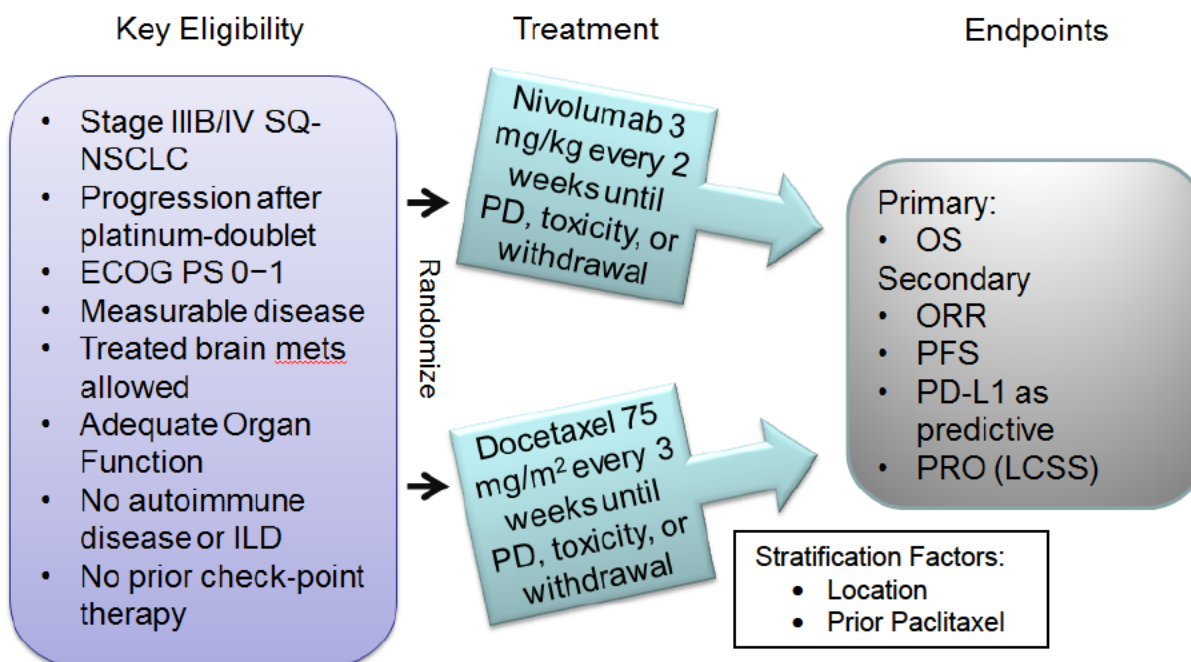 Key Eligibility
Treatment
Endpoints
• Stage IIIB/IV SQ-
NSCLC
• Progression after
platinum-doublet
• ECOG PS 0−1
• Measurable disease
• Treated brain mets
allowed
• Adequate Organ
Function
• No autoimmune
disease or ILD
• No prior check-point
therapy
Randomize
Nivolumab 3
mg/kg every 2
weeks until
PD, toxicity, or
withdrawal
Docetaxel 75
mg/m² every 3
weeks until
PD, toxicity, or
withdrawal
Primary:
• OS
Secondary
• ORR
• PFS
• PD-L1 as
predictive
• PRO (LCSS)
Stratification Factors:
• Location
• Prior Paclitaxel